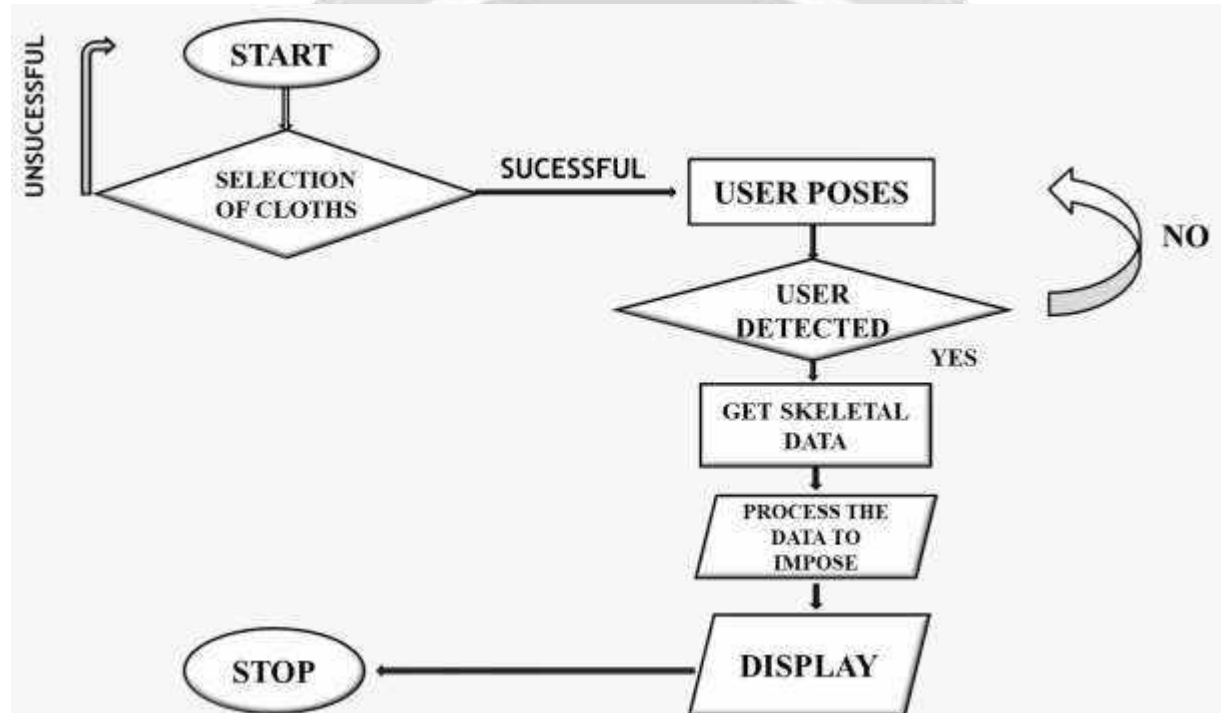 START
UNSUCESSFUL
SELECTION
OF CLOTHS
SUCESSFUL
USER POSES
NO
USER
DETECTED
YES
GET SKELETAL
DATA
PROCESS THE
DATA TO
IMPOSE
DISPLAY
STOP